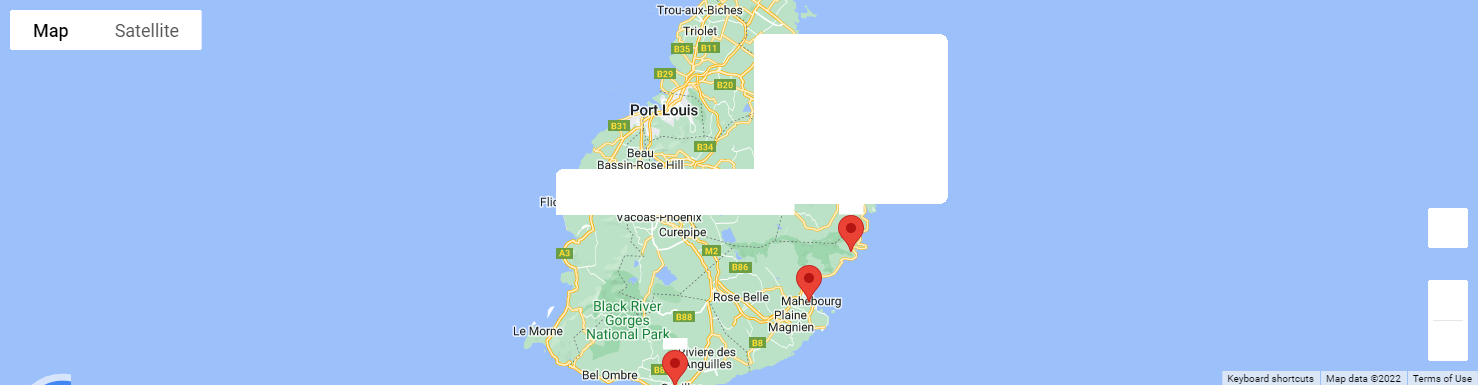 Trou-aux-Biches
Map
Satellite
Triolet
B35
B11
B29
B20
Port Louis
B31
B34
Beau
Bassin-Rose Hill
Vacoas-Phoenix
Curepipe
A3
M2
B86
Rose Belle
Mahebourg
Black River
Gorges
National Park
B88
Plaine
Magnien
Le Morne
B8
Riviere des
Anguilles
Bel Ombre
Keyboard shortcuts
Map data ©2022
Terms of Use